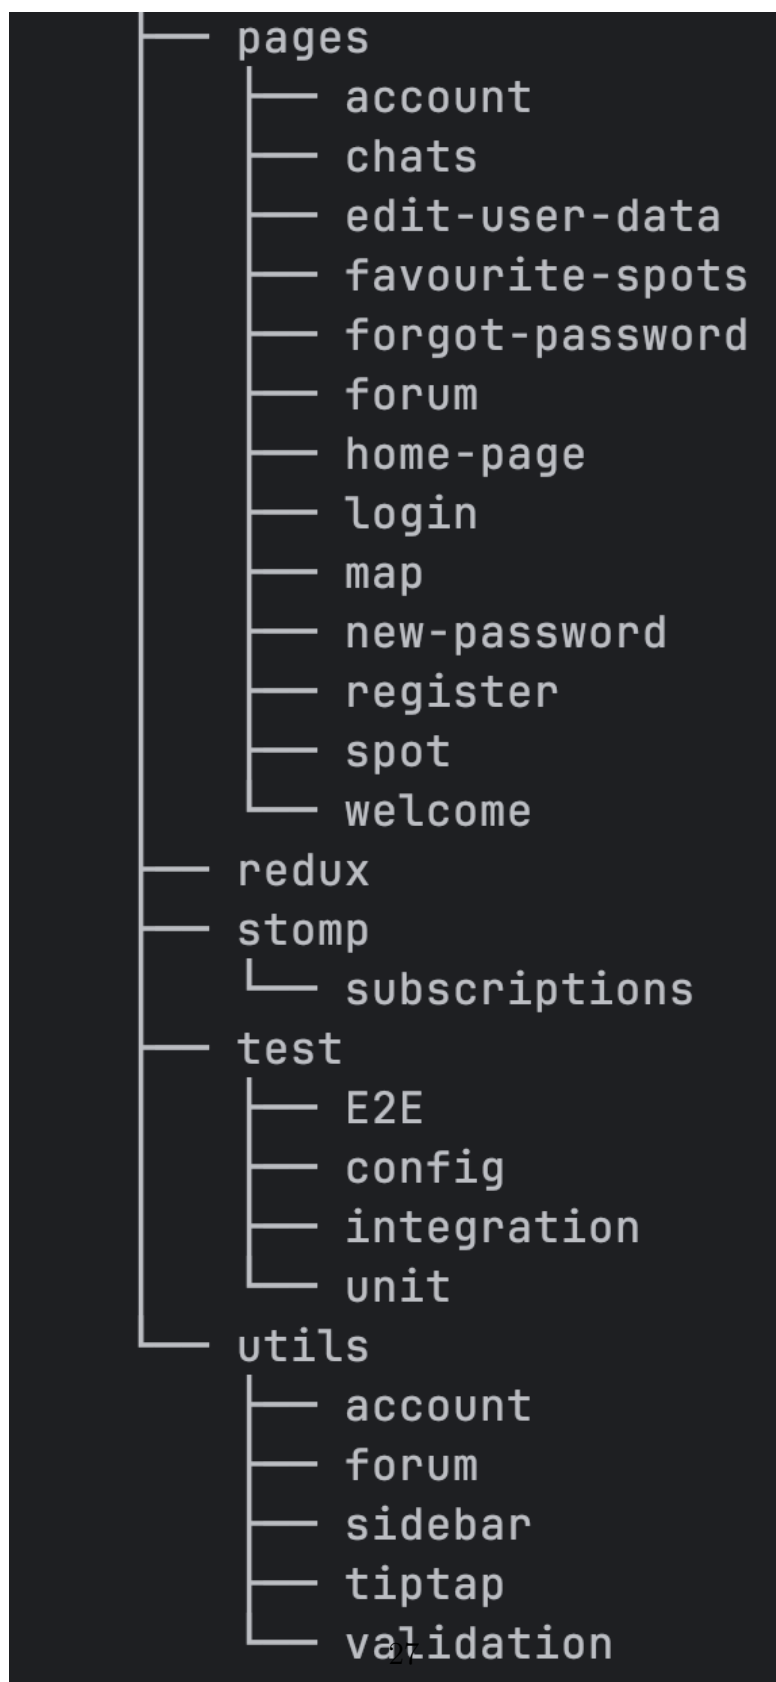 pages
account
chats
edit-user-data
favourite-spots
forgot-password
forum
home-page
login
map
new-password
register
spot
welcome
redux
stomp
subscriptions
test
E2E
config
integration
unit
utils
account
forum
sidebar
tiptap
validation
27